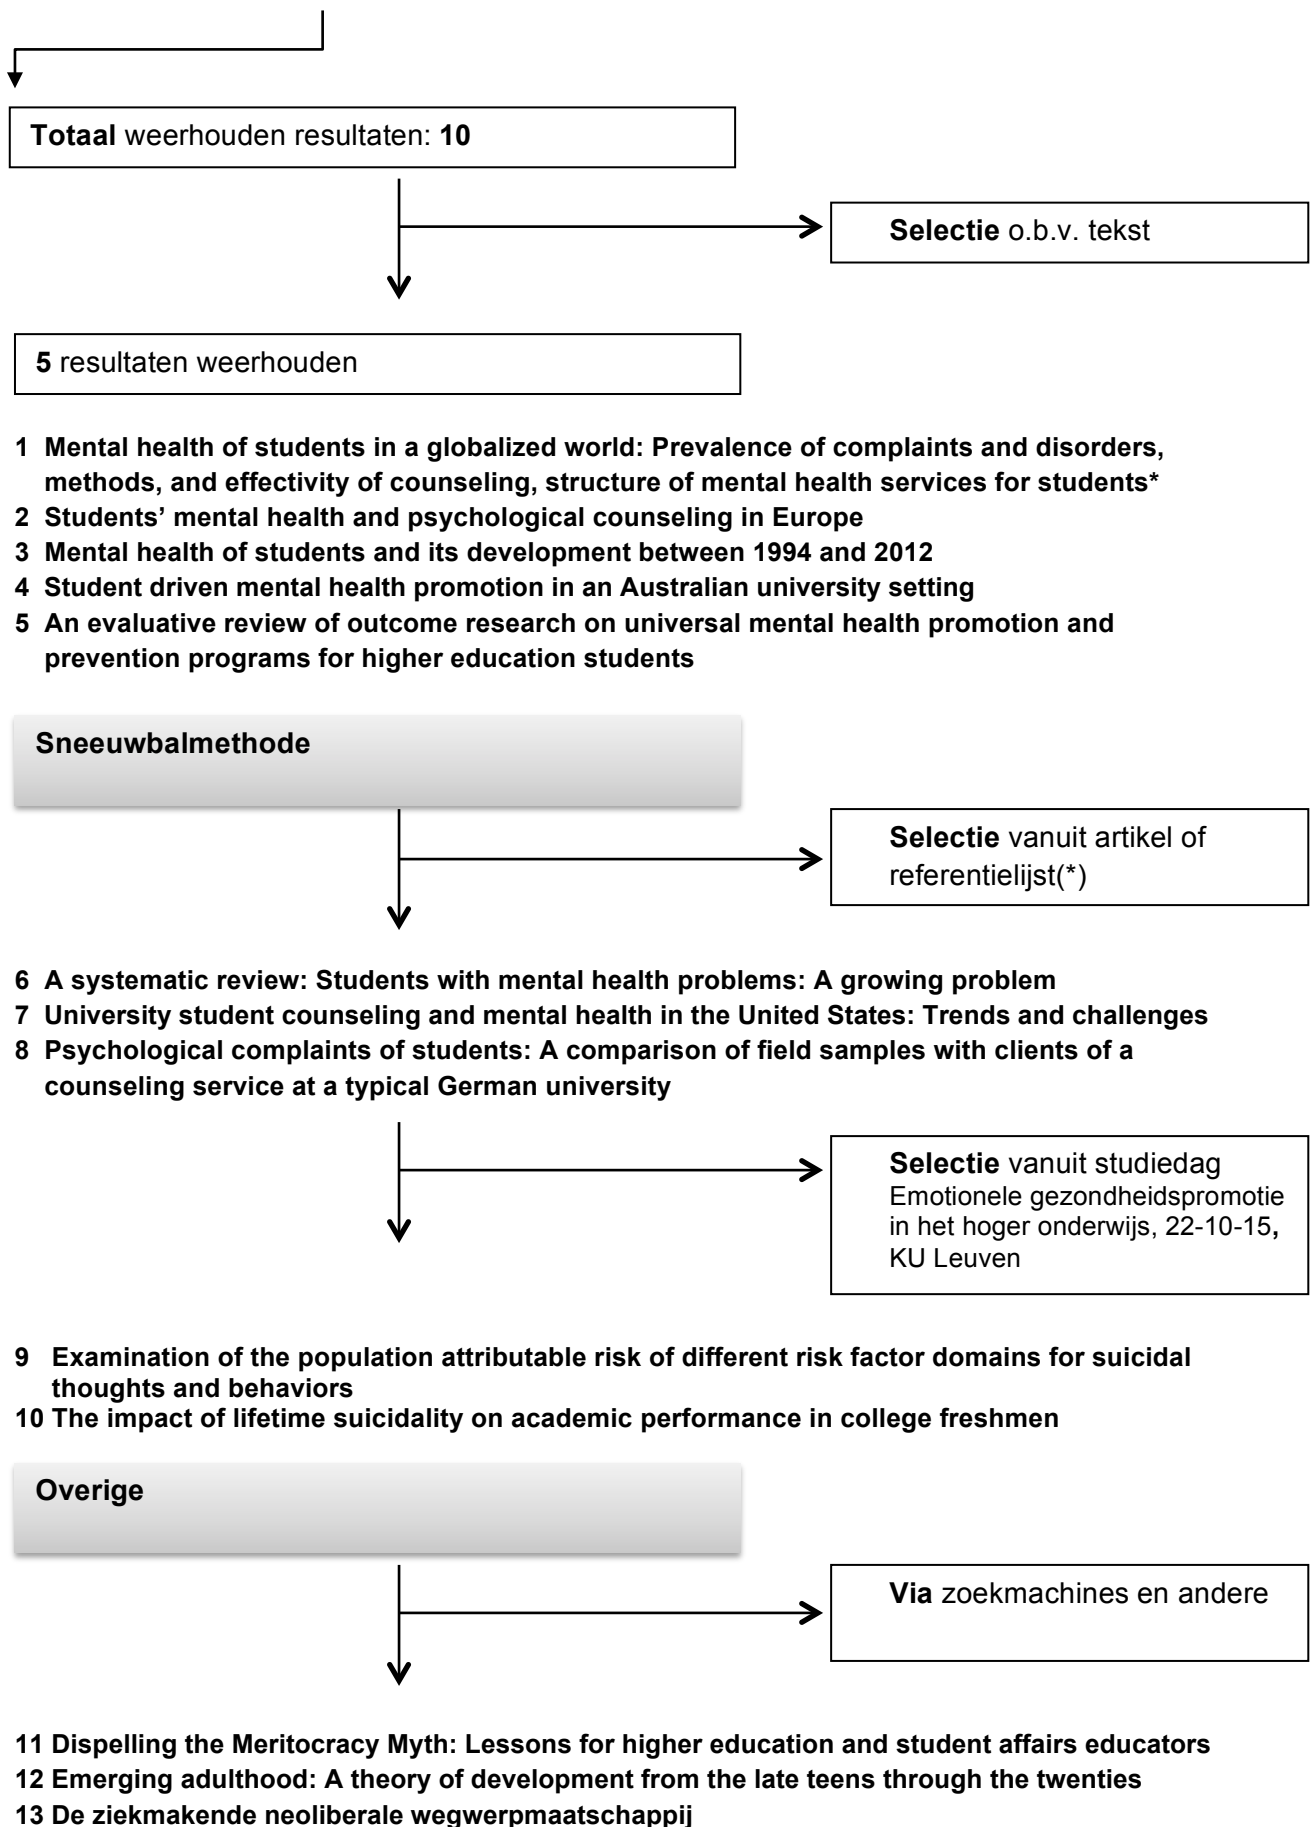 Totaal weerhouden resultaten: 10
Selectie o.b.v. tekst
5 resultaten weerhouden
1 Mental health of students in a globalized world: Prevalence of complaints and disorders,
methods, and effectivity of counseling, structure of mental health services for students*
2 Students’ mental health and psychological counseling in Europe
3 Mental health of students and its development between 1994 and 2012
4 Student driven mental health promotion in an Australian university setting
5 An evaluative review of outcome research on universal mental health promotion and
prevention programs for higher education students
Sneeuwbalmethode
Selectie vanuit artikel of
referentielijst(*)
6 A systematic review: Students with mental health problems: A growing problem
7 University student counseling and mental health in the United States: Trends and challenges
8 Psychological complaints of students: A comparison of field samples with clients of a
counseling service at a typical German university
Selectie vanuit studiedag
Emotionele gezondheidspromotie
in het hoger onderwijs, 22-10-15,
KU Leuven
9 Examination of the population attributable risk of different risk factor domains for suicidal
thoughts and behaviors
10 The impact of lifetime suicidality on academic performance in college freshmen
Overige
Via zoekmachines en andere
11 Dispelling the Meritocracy Myth: Lessons for higher education and student affairs educators
12 Emerging adulthood: A theory of development from the late teens through the twenties
13 De ziekmakende neoliberale wegwerpmaatschappij